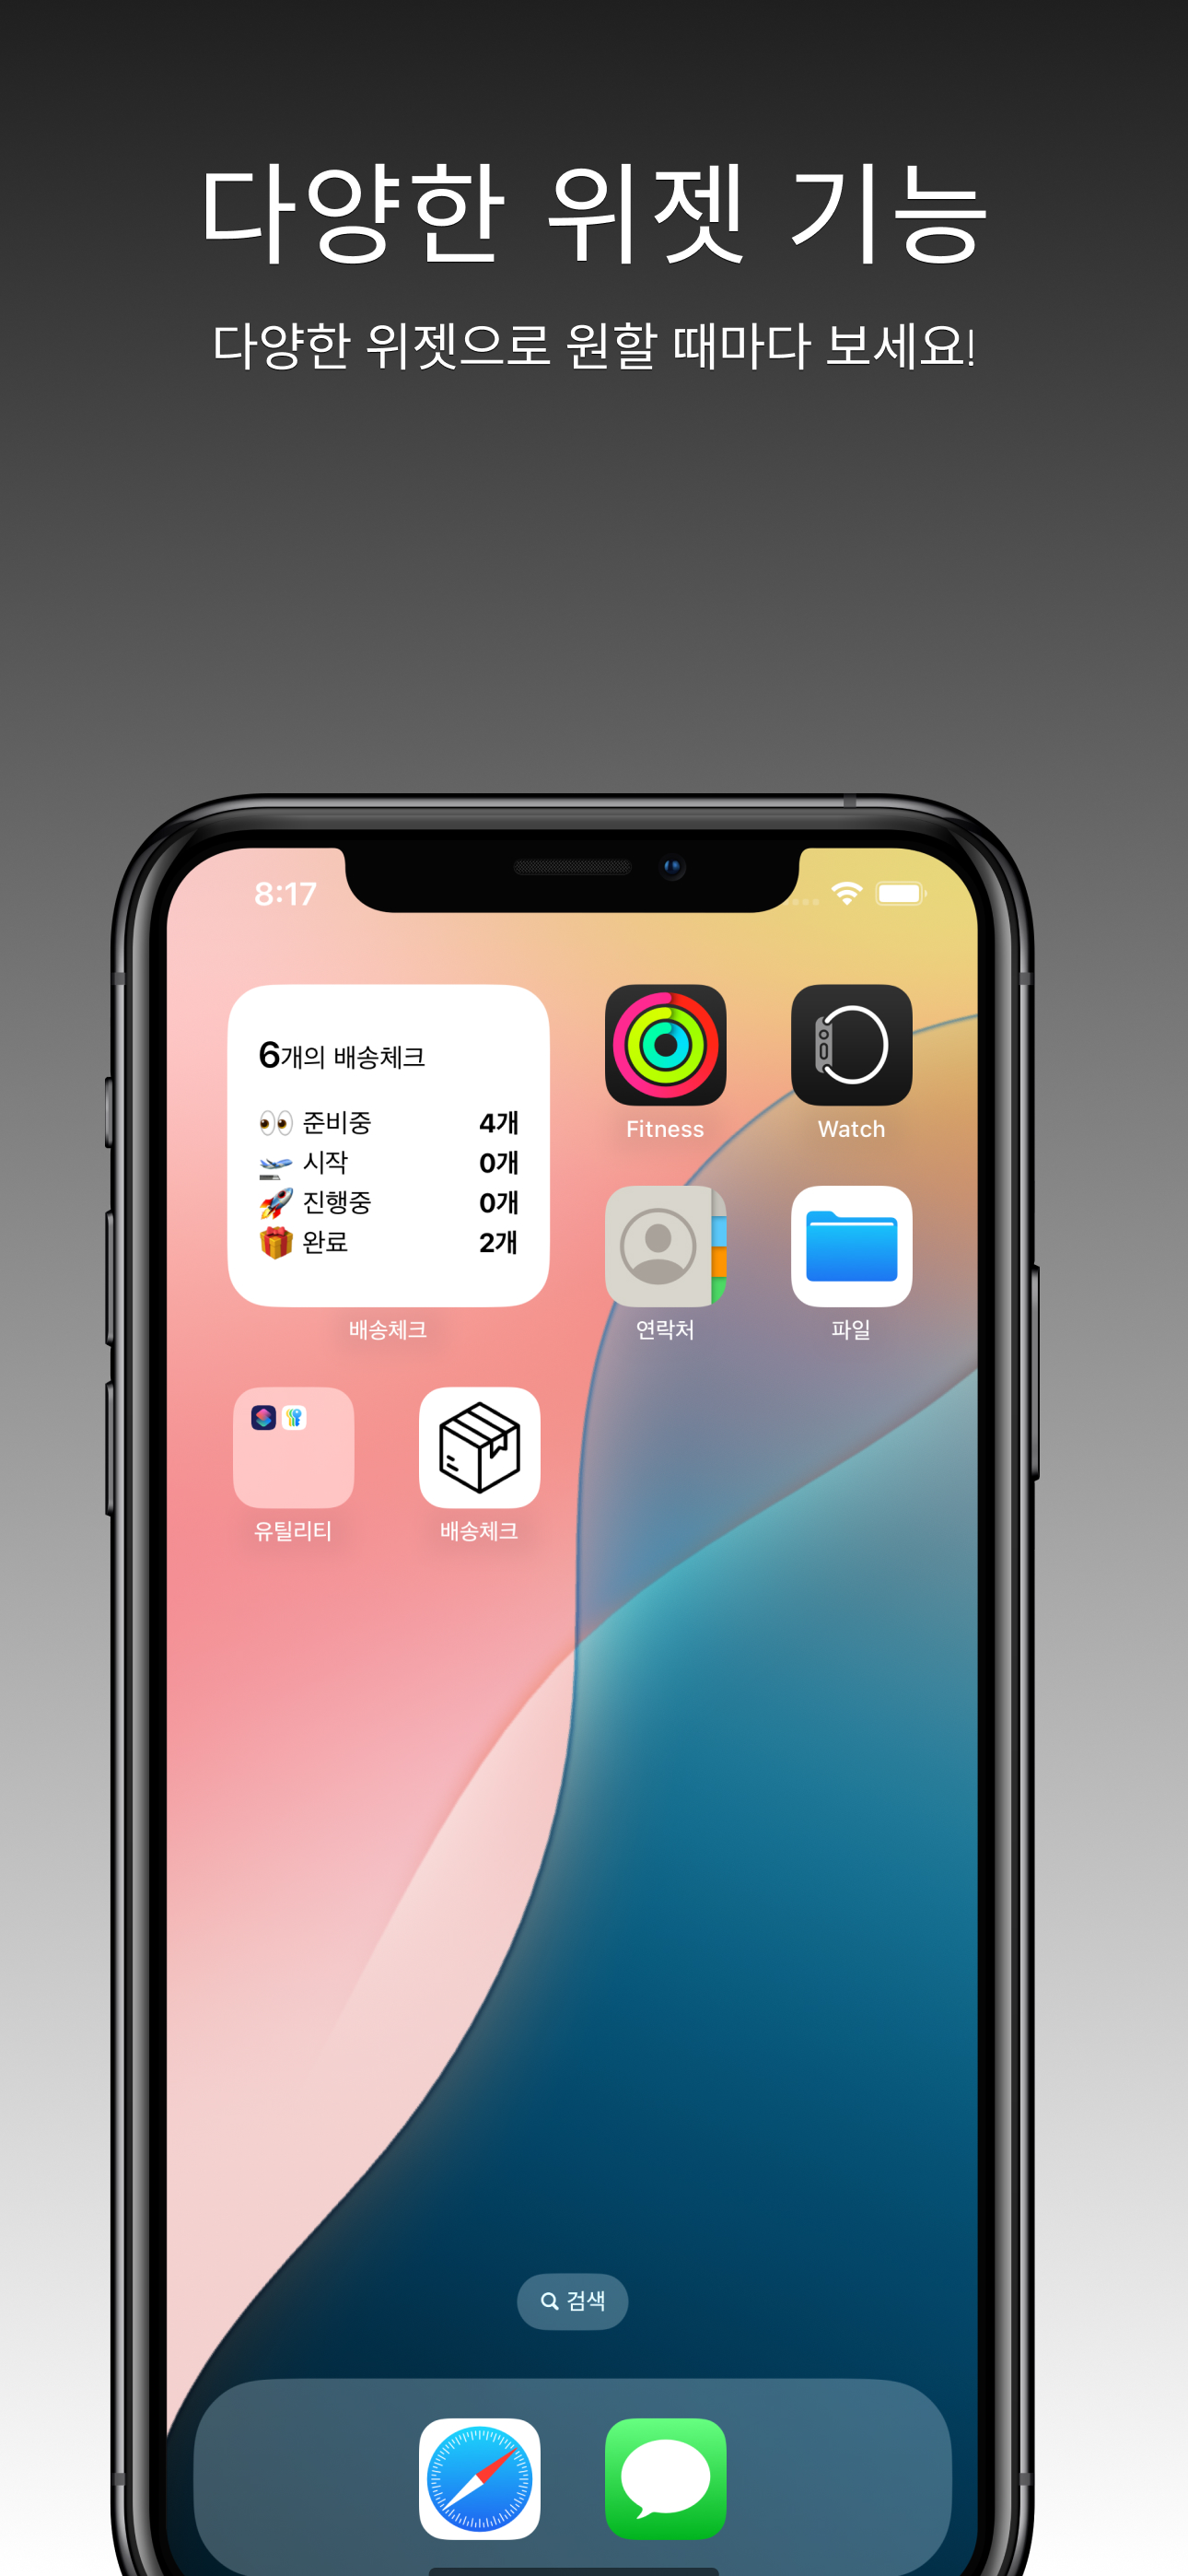 다양한 위젯 기능
다양한 위젯으로 원할 때마다 보세요!
8:17
6개의 배송체크
👀 준비중 4개
🛫 시작 0개
🚀 진행중 0개
🎁 완료 2개
배송체크
Fitness
Watch
연락처
파일
유틸리티
배송체크
검색